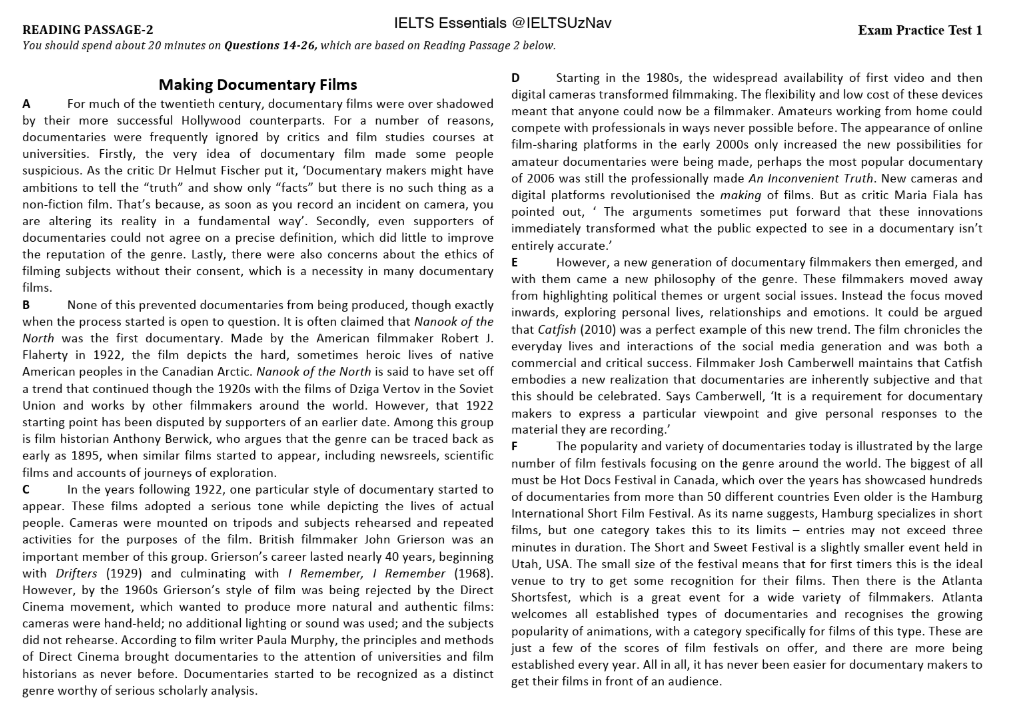 IELTS Essentials @IELTSUzNav
READING PASSAGE-2
Exam Practice Test 1
You should spend about 20 minutes on Questions 14-26, which are based on Reading Passage 2 below.
Making Documentary Films
A For much of the twentieth century, documentary films were over shadowed
by their more successful Hollywood counterparts. For a number of reasons,
documentaries were frequently ignored by critics and film studies courses at
universities. Firstly, the very idea of documentary film made some people
suspicious. As the critic Dr Helmut Fischer put it, 'Documentary makers might have
ambitions to tell the “truth” and show only “facts” but there is no such thing as a
non-fiction film. That's because, as soon as you record an incident on camera, you
are altering its reality in a fundamental way'. Secondly, even supporters of
documentaries could not agree on a precise definition, which did little to improve
the reputation of the genre. Lastly, there were also concerns about the ethics of
filming subjects without their consent, which is a necessity in many documentary
films.
B None of this prevented documentaries from being produced, though exactly
when the process started is open to question. It is often claimed that Nanook of the
North was the first documentary. Made by the American filmmaker Robert J.
Flaherty in 1922, the film depicts the hard, sometimes heroic lives of native
American peoples in the Canadian Arctic. Nanook of the North is said to have set off
a trend that continued though the 1920s with the films of Dziga Vertov in the Soviet
Union and works by other filmmakers around the world. However, that 1922
starting point has been disputed by supporters of an earlier date. Among this group
is film historian Anthony Berwick, who argues that the genre can be traced back as
early as 1895, when similar films started to appear, including newsreels, scientific
films and accounts of journeys of exploration.
C In the years following 1922, one particular style of documentary started to
appear. These films adopted a serious tone while depicting the lives of actual
people. Cameras were mounted on tripods and subjects rehearsed and repeated
activities for the purposes of the film. British filmmaker John Grierson was an
important member of this group. Grierson's career lasted nearly 40 years, beginning
with Drifters (1929) and culminating with I Remember, I Remember (1968).
However, by the 1960s Grierson's style of film was being rejected by the Direct
Cinema movement, which wanted to produce more natural and authentic films:
cameras were hand-held; no additional lighting or sound was used; and the subjects
did not rehearse. According to film writer Paula Murphy, the principles and methods
of Direct Cinema brought documentaries to the attention of universities and film
historians as never before. Documentaries started to be recognized as a distinct
genre worthy of serious scholarly analysis.
D Starting in the 1980s, the widespread availability of first video and then
digital cameras transformed filmmaking. The flexibility and low cost of these devices
meant that anyone could now be a filmmaker. Amateurs working from home could
compete with professionals in ways never possible before. The appearance of online
film-sharing platforms in the early 2000s only increased the new possibilities for
amateur documentaries were being made, perhaps the most popular documentary
of 2006 was still the professionally made An Inconvenient Truth. New cameras and
digital platforms revolutionised the making of films. But as critic Maria Fiala has
pointed out, ‘ The arguments sometimes put forward that these innovations
immediately transformed what the public expected to see in a documentary isn't
entirely accurate.’
E However, a new generation of documentary filmmakers then emerged, and
with them came a new philosophy of the genre. These filmmakers moved away
from highlighting political themes or urgent social issues. Instead the focus moved
inwards, exploring personal lives, relationships and emotions. It could be argued
that Catfish (2010) was a perfect example of this new trend. The film chronicles the
everyday lives and interactions of the social media generation and was both a
commercial and critical success. Filmmaker Josh Camberwell maintains that Catfish
embodies a new realization that documentaries are inherently subjective and that
this should be celebrated. Says Camberwell, ‘It is a requirement for documentary
makers to express a particular viewpoint and give personal responses to the
material they are recording.’
F The popularity and variety of documentaries today is illustrated by the large
number of film festivals focusing on the genre around the world. The biggest of all
must be Hot Docs Festival in Canada, which over the years has showcased hundreds
of documentaries from more than 50 different countries Even older is the Hamburg
International Short Film Festival. As its name suggests, Hamburg specializes in short
films, but one category takes this to its limits – entries may not exceed three
minutes in duration. The Short and Sweet Festival is a slightly smaller event held in
Utah, USA. The small size of the festival means that for first timers this is the ideal
venue to try to get some recognition for their films. Then there is the Atlanta
Shortsfest, which is a great event for a wide variety of filmmakers. Atlanta
welcomes all established types of documentaries and recognises the growing
popularity of animations, with a category specifically for films of this type. These are
just a few of the scores of film festivals on offer, and there are more being
established every year. All in all, it has never been easier for documentary makers to
get their films in front of an audience.